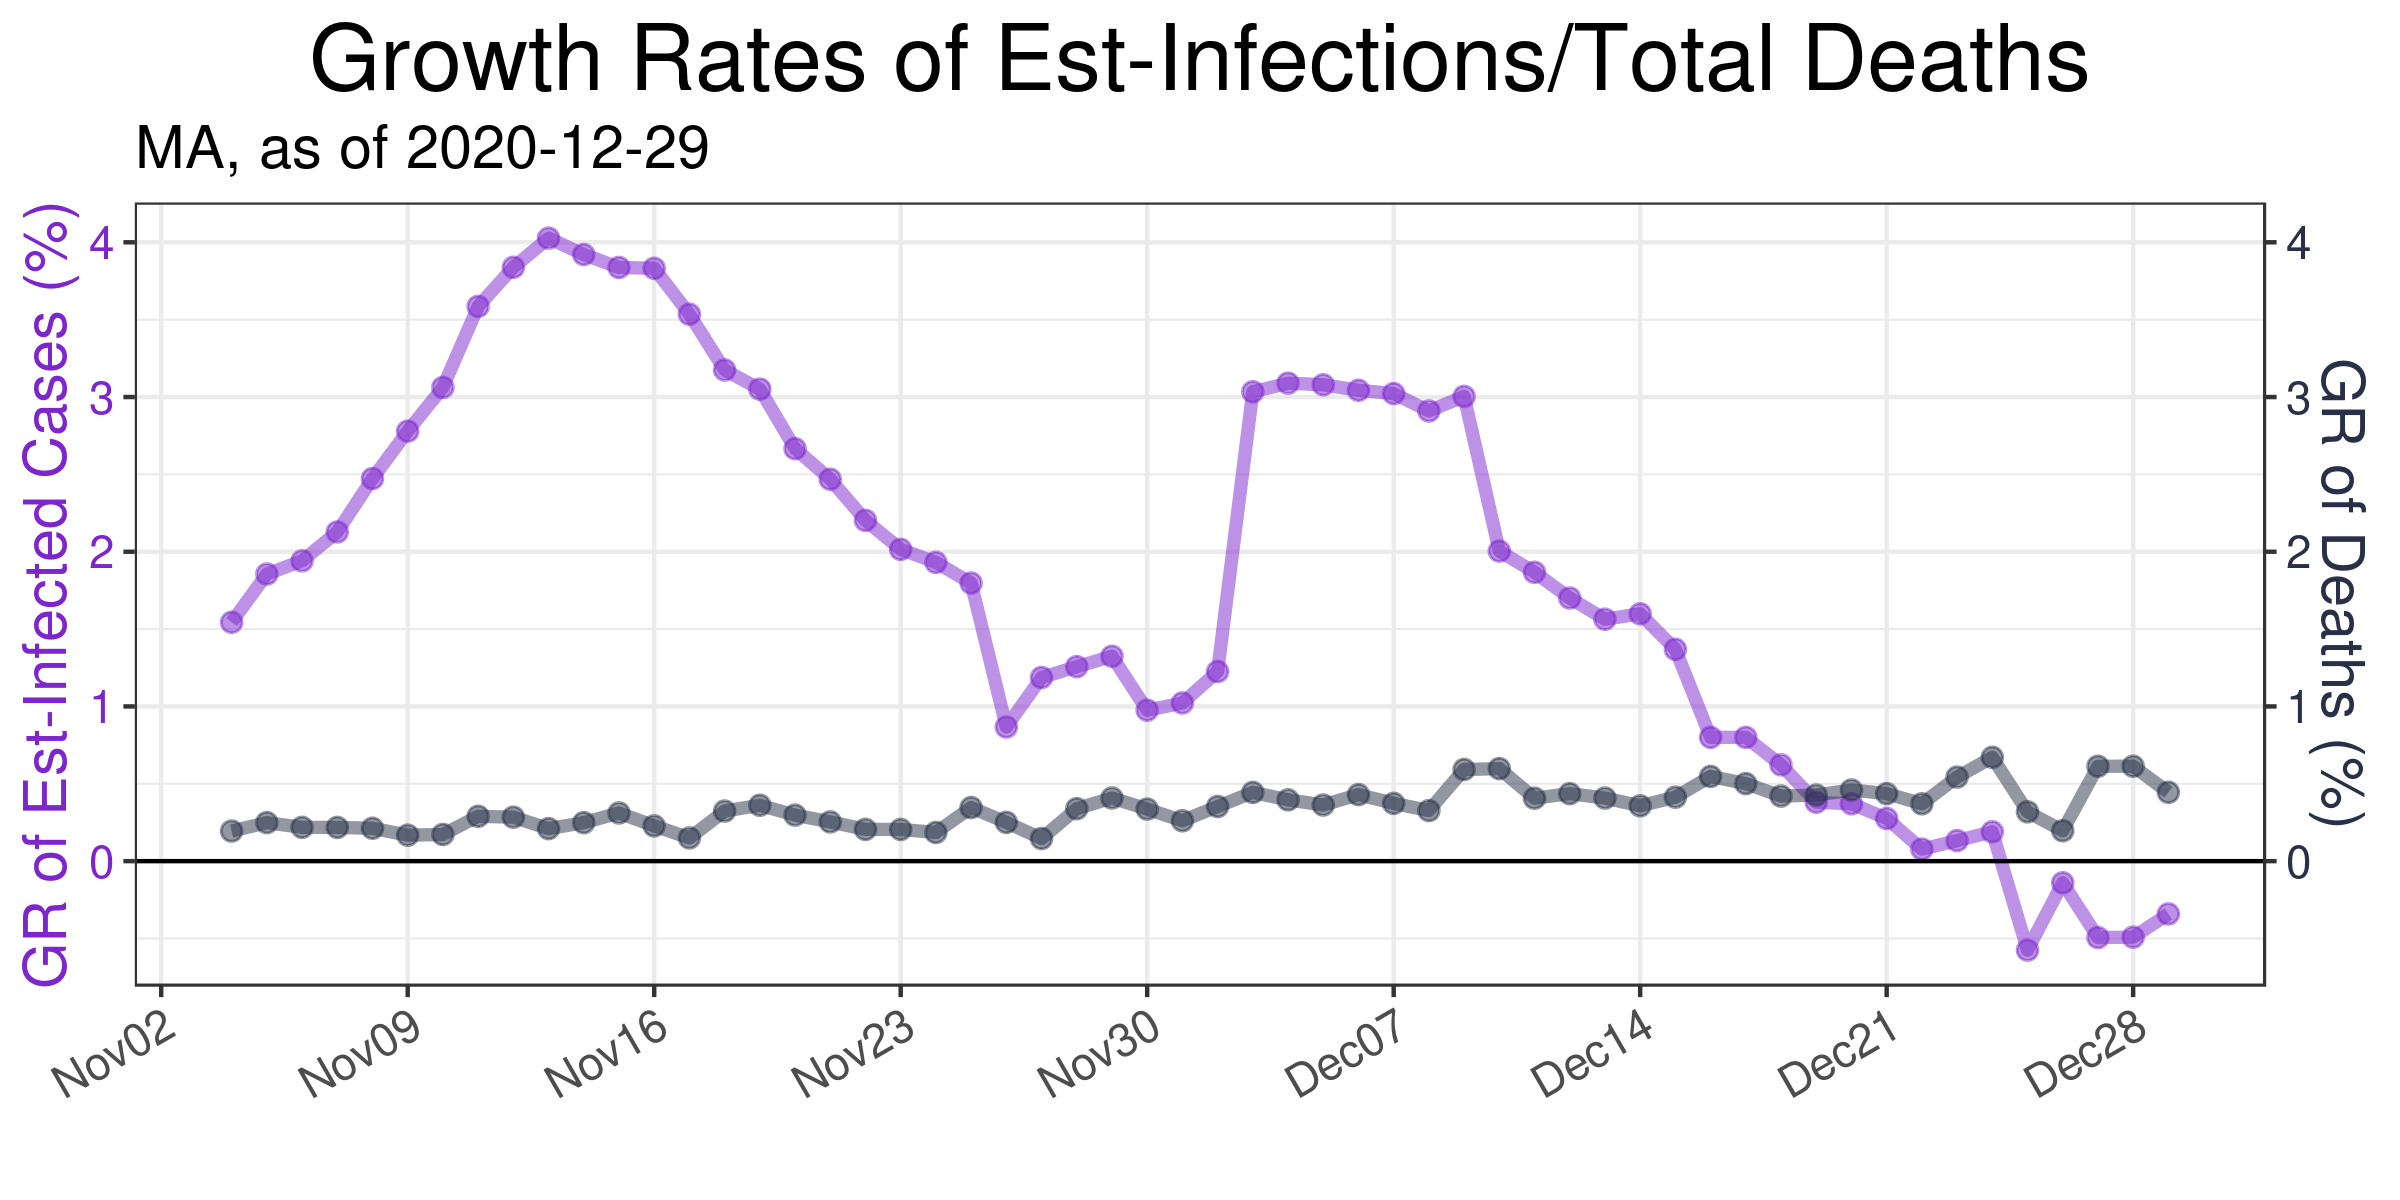 Growth Rates of Est-Infections/Total Deaths
MA, as of 2020-12-29
GR of Est-Infected Cases (%)
4
3
2
1
0
4
3
2
1
0
GR of Deaths (%)
Nov02
Nov09
Nov16
Nov23
Nov30
Dec07
Dec14
Dec21
Dec28